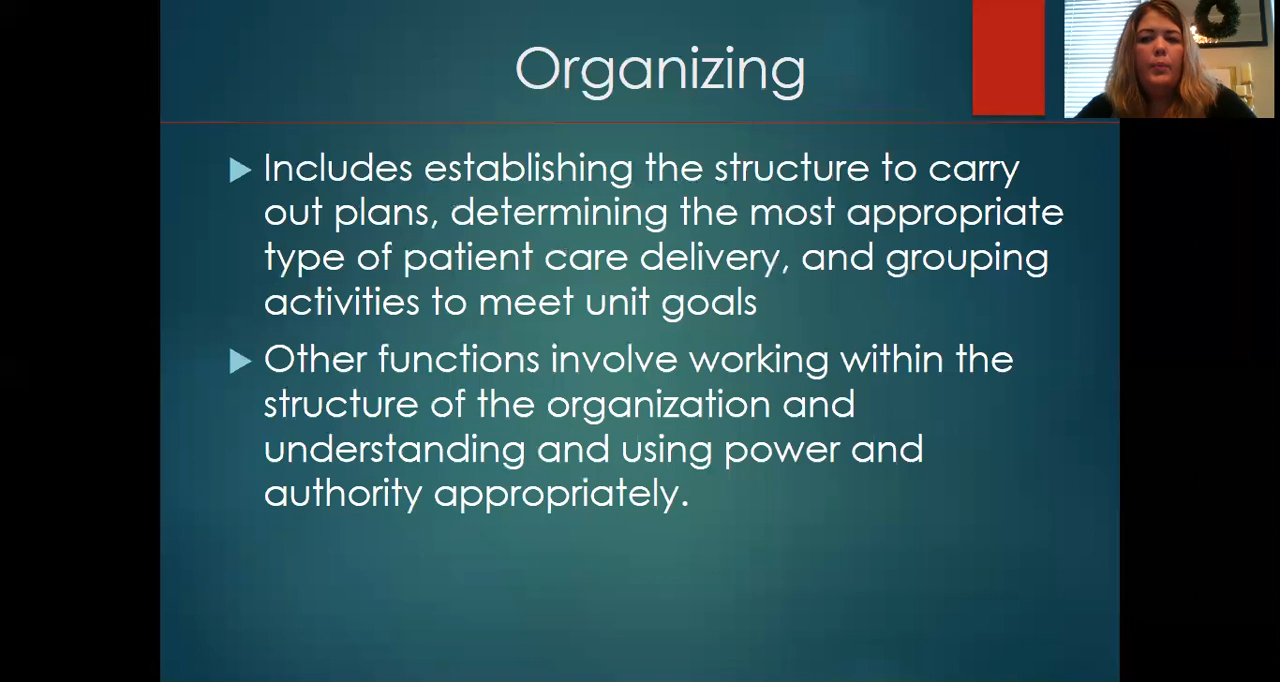 Organizing
Includes establishing the structure to carry
out plans, determining the most appropriate
type of patient care delivery, and grouping
activities to meet unit goals
Other functions involve working within the
structure of the organization and
understanding and using power and
authority appropriately.